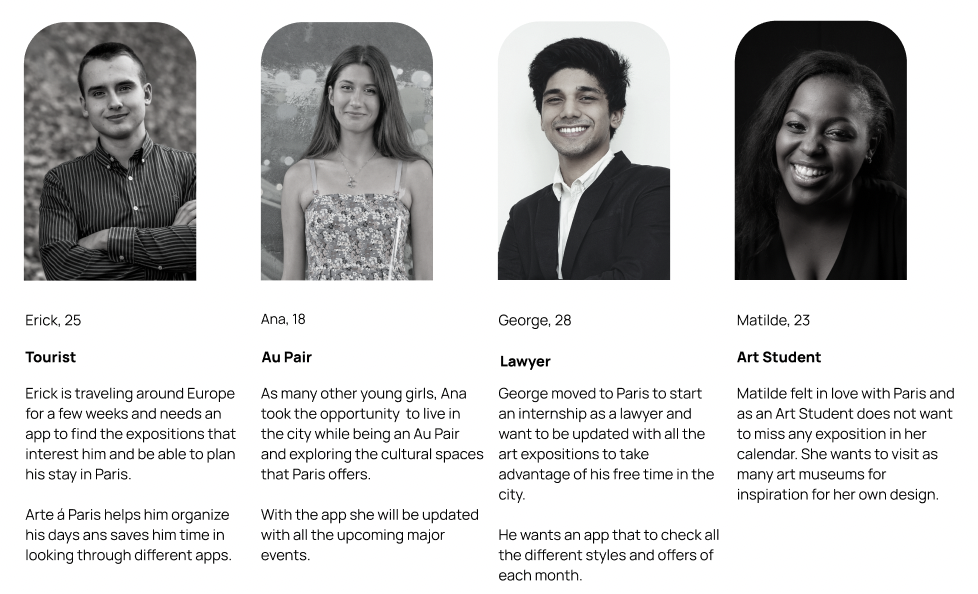 Erick, 25
Tourist
Erick is traveling around Europe
for a few weeks and needs an
app to find the expositions that
interest him and be able to plan
his stay in Paris.
Arte á Paris helps him organize
his days ans saves him time in
looking through different apps.
Ana, 18
Au Pair
As many other young girls, Ana
took the opportunity  to live in
the city while being an Au Pair
and exploring the cultural spaces
that Paris offers.
With the app she will be updated
with all the upcoming major
events.
George, 28
Lawyer
George moved to Paris to start
an internship as a lawyer and
want to be updated with all the
art expositions to take
advantage of his free time in the
city.
He wants an app that to check all
the different styles and offers of
each month.
Matilde, 23
Art Student
Matilde felt in love with Paris and
as an Art Student does not want
to miss any exposition in her
calendar. She wants to visit as
many art museums for
inspiration for her own design.